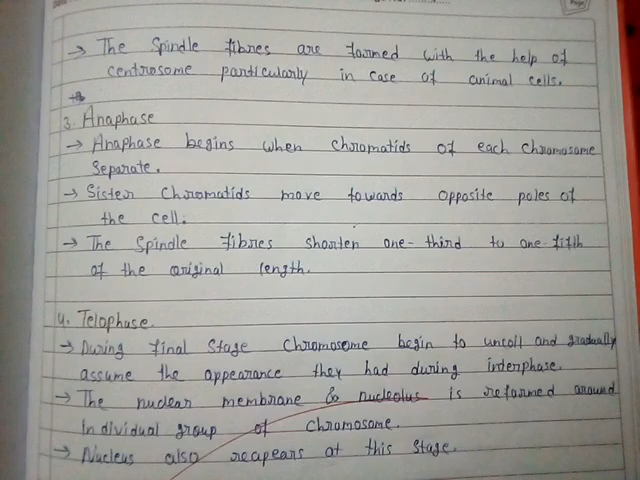 → The Spindle fibres are formed with the help of
centrosome particularly in case of animal cells.
3. Anaphase
→ Anaphase begins when chromatids of each chromosome
separate.
→ Sister Chromatids move towards opposite poles of
the cell.
→ The Spindle fibres shorten one-third to one-fifth
of the original length.
4. Telophase.
→ During final stage chromosome begin to uncoil and gradually
assume the appearance they had during interphase.
→ The nuclear membrane & nucleolus is reformed around
individual group of chromosome.
→ Nucleus also reapears at this stage.